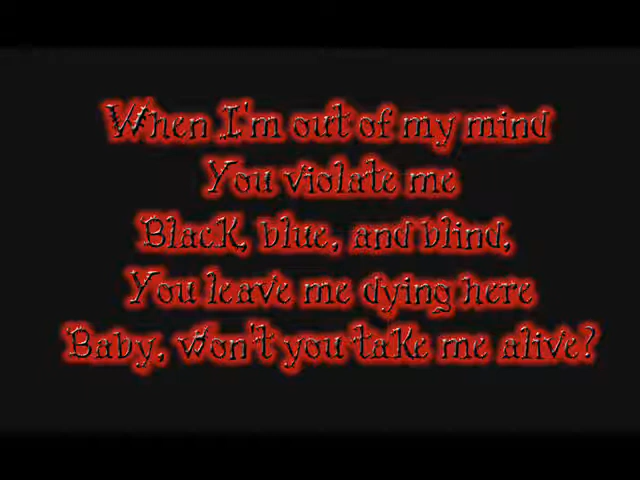 When I'm out of my mind
You violate me
Black, blue, and blind,
You leave me dying here
Baby, won't you take me alive?